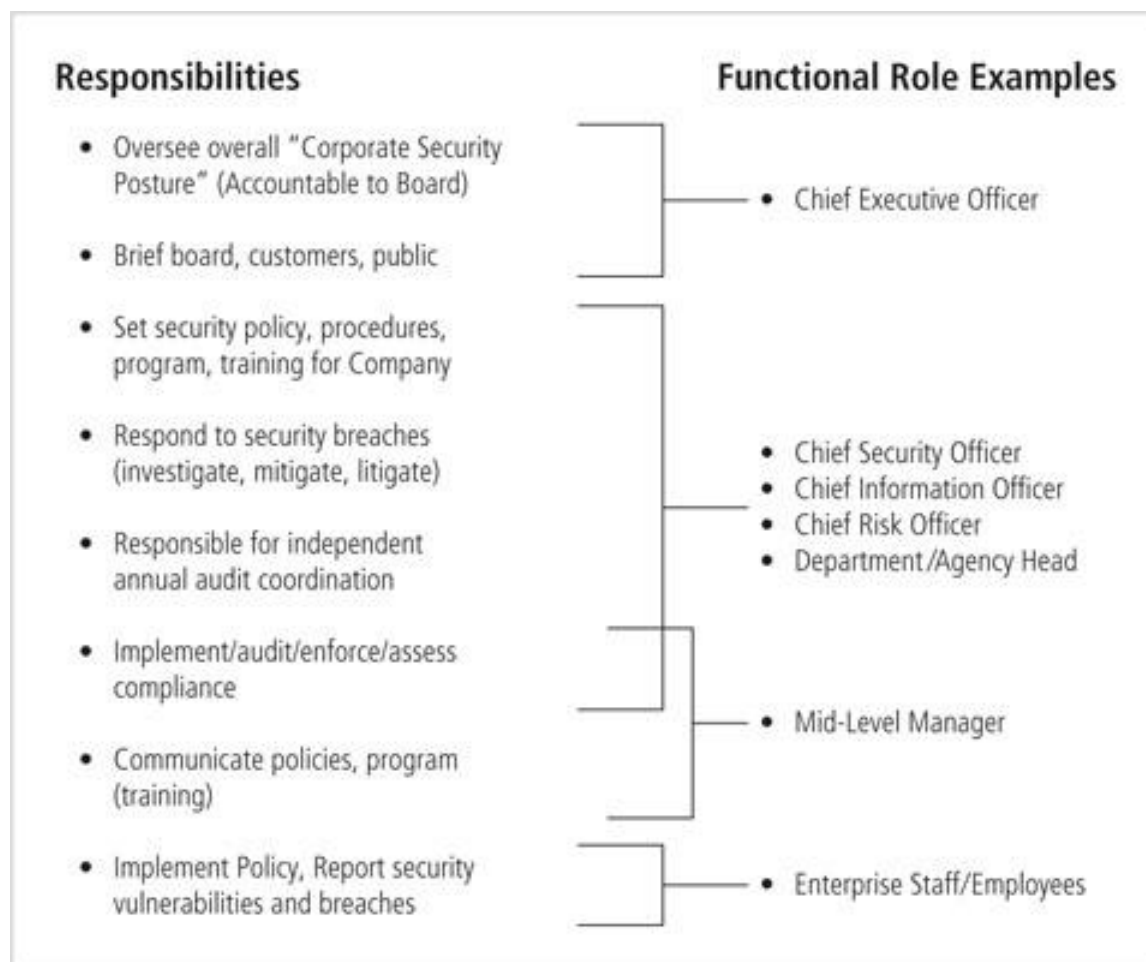 Responsibilities
Functional Role Examples
• Oversee overall “Corporate Security
Posture” (Accountable to Board)
• Brief board, customers, public
• Chief Executive Officer
• Set security policy, procedures,
program, training for Company
• Respond to security breaches
(investigate, mitigate, litigate)
• Responsible for independent
annual audit coordination
• Implement/audit/enforce/assess
compliance
• Chief Security Officer
• Chief Information Officer
• Chief Risk Officer
• Department/Agency Head
• Communicate policies, program
(training)
• Mid-Level Manager
• Implement Policy, Report security
vulnerabilities and breaches
• Enterprise Staff/Employees